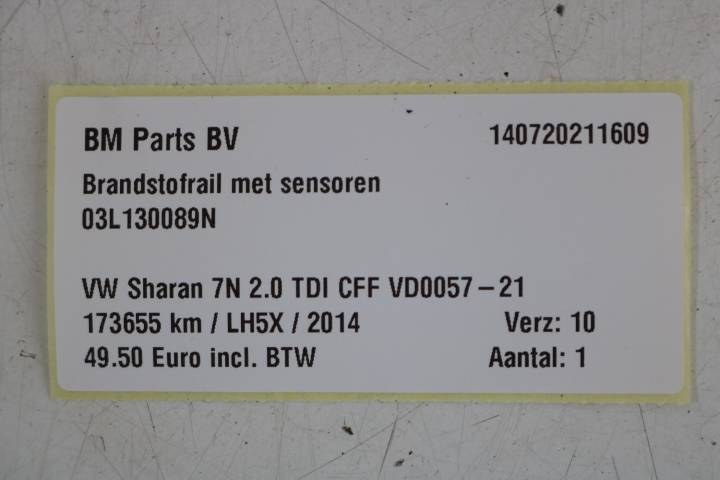 BM Parts BV 140720211609
Brandstofrail met sensoren
03L130089N
VW Sharan 7N 2.0 TDI CFF VD0057-21
173655 km / LH5X / 2014 Verz: 10
49.50 Euro incl. BTW Aantal: 1